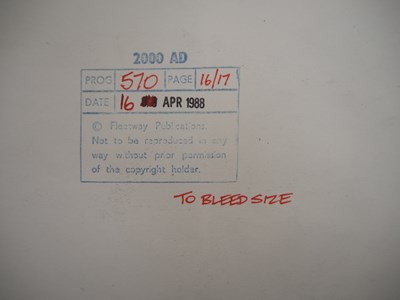 2000 AD
PROG 570 PAGE 16/17
DATE 16 APR 1988
© Fleetway Publications.
Not to be reproduced in any
way without prior permission
of the copyright holder.
TO BLEED SIZE